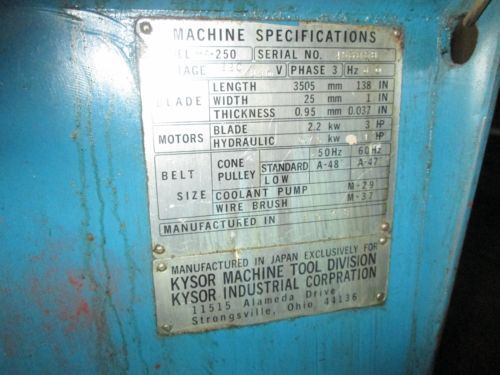 MACHINE SPECIFICATIONS
-250 SERIAL NO.
V PHASE 3 Hz
BLADE LENGTH 3505 mm 138 IN
WIDTH 25 mm 1 IN
THICKNESS 0.95 mm 0.037 IN
MOTORS BLADE 2.2 kw 3 HP
HYDRAULIC kw HP
50Hz 60Hz
BELT SIZE CONE PULLEY STANDARD A-48 A-47
LOW
COOLANT PUMP M-29
WIRE BRUSH M-37
MANUFACTURED IN
MANUFACTURED IN JAPAN EXCLUSIVELY FOR
KYSOR MACHINE TOOL DIVISION
KYSOR INDUSTRIAL CORPRATION
11515 Alameda Drive
Strongsville, Ohio 44136